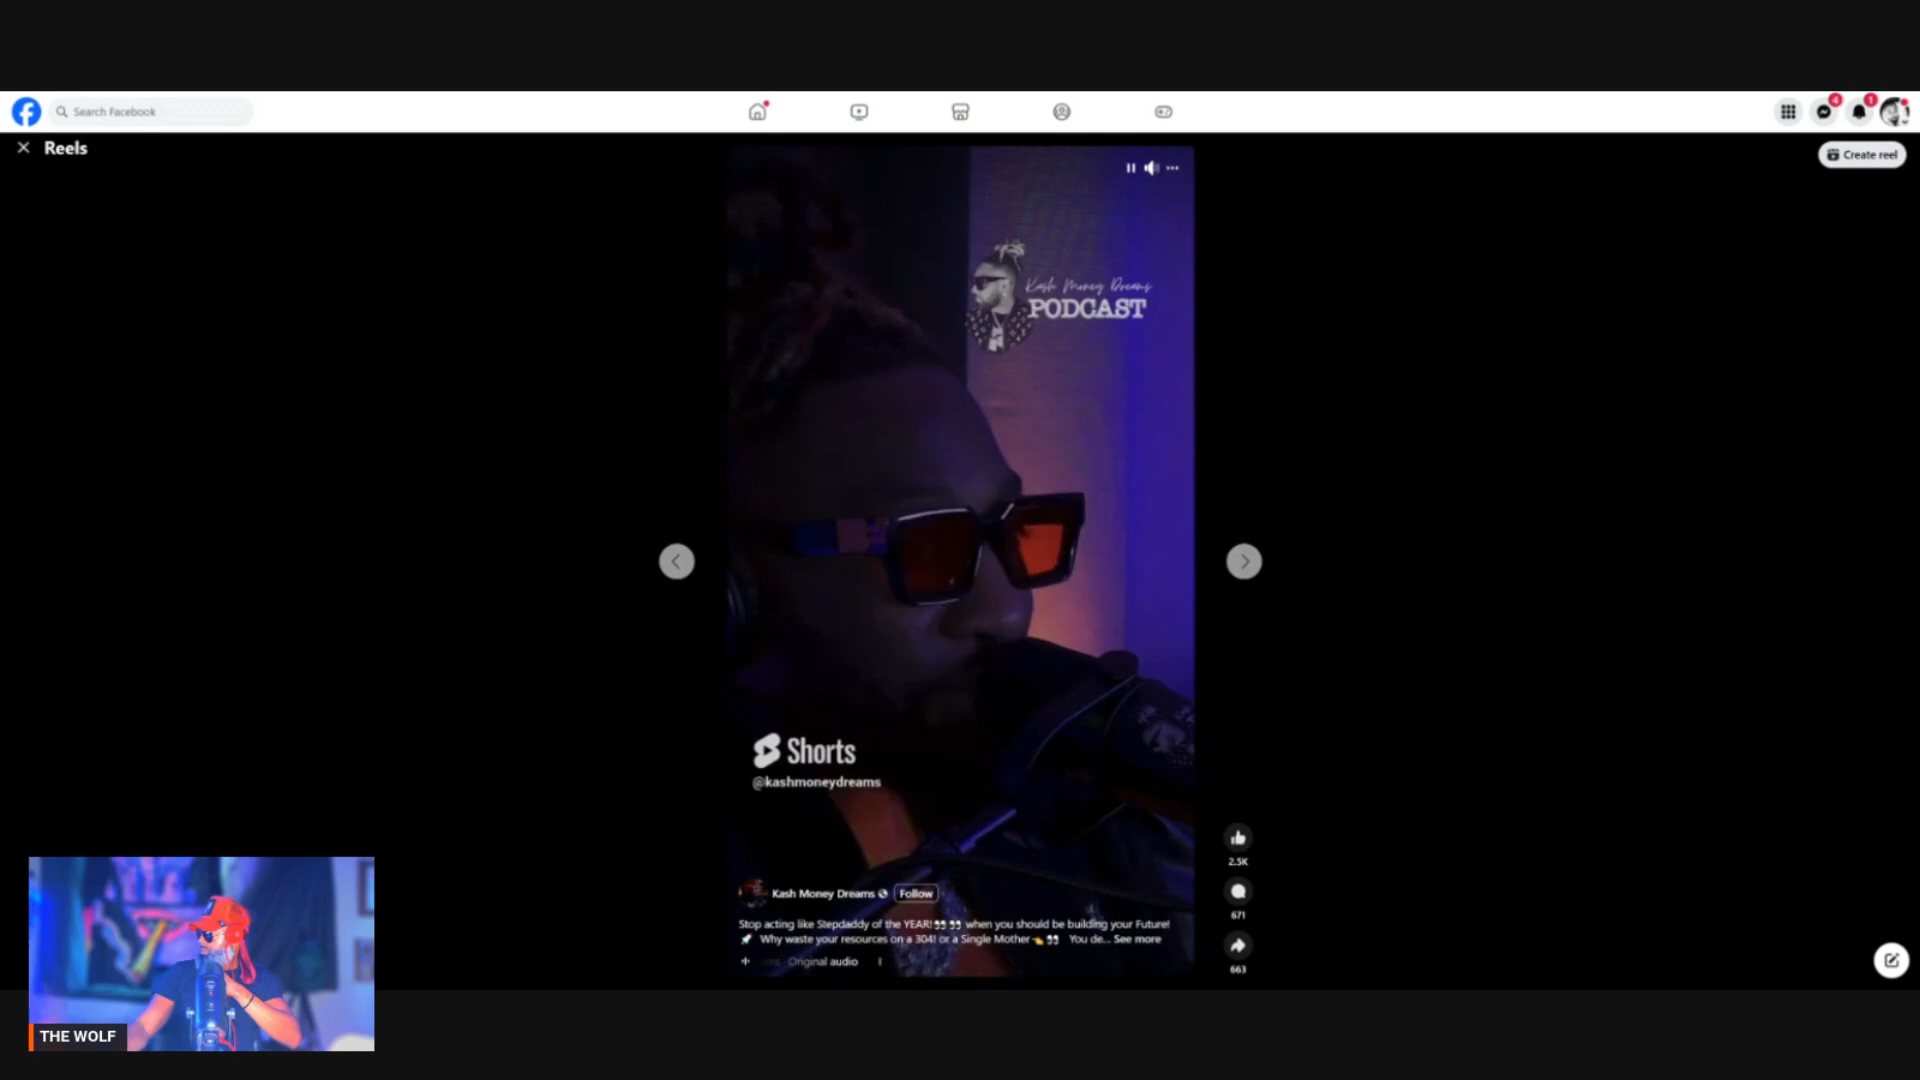 Search Facebook
4
1
Reels
Create reel
Kash Money Dreams
PODCAST
Shorts
@kashmoneydreams
Kash Money Dreams
Follow
Stop acting like Stepdaddy of the YEAR! when you should be building your Future!
Why waste your resources on a 304! or a Single Mother You de... See more
· Original audio
2.5K
671
663
THE WOLF